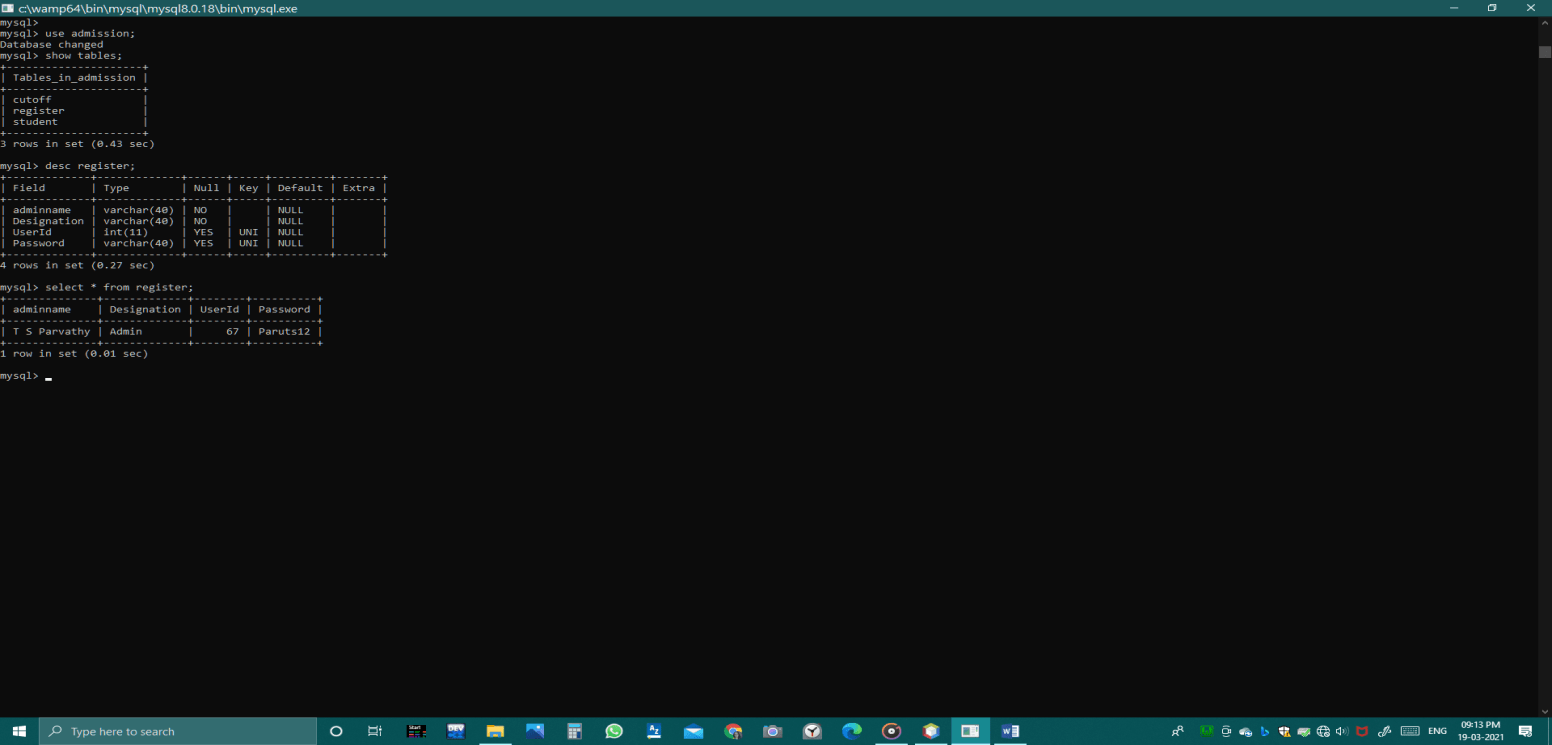 c:\wamp64\bin\mysql\mysql8.0.18\bin\mysql.exe
mysql>
mysql> use admission;
Database changed
mysql> show tables;
+---------------------+
| Tables_in_admission |
+---------------------+
| cutoff              |
| register            |
| student             |
+---------------------+
3 rows in set (0.43 sec)
mysql> desc register;
+-------------+-------------+------+-----+---------+-------+
| Field       | Type        | Null | Key | Default | Extra |
+-------------+-------------+------+-----+---------+-------+
| adminname   | varchar(40) | NO   |     | NULL    |       |
| Designation | varchar(40) | NO   |     | NULL    |       |
| UserId      | int(11)     | YES  | UNI | NULL    |       |
| Password    | varchar(40) | YES  | UNI | NULL    |       |
+-------------+-------------+------+-----+---------+-------+
4 rows in set (0.27 sec)
mysql> select * from register;
+--------------+-------------+--------+----------+
| adminname    | Designation | UserId | Password |
+--------------+-------------+--------+----------+
| T S Parvathy | Admin       |     67 | Paruts12 |
+--------------+-------------+--------+----------+
1 row in set (0.01 sec)
mysql> _
Type here to search
Start
DEV
ENG
09:13 PM
19-03-2021